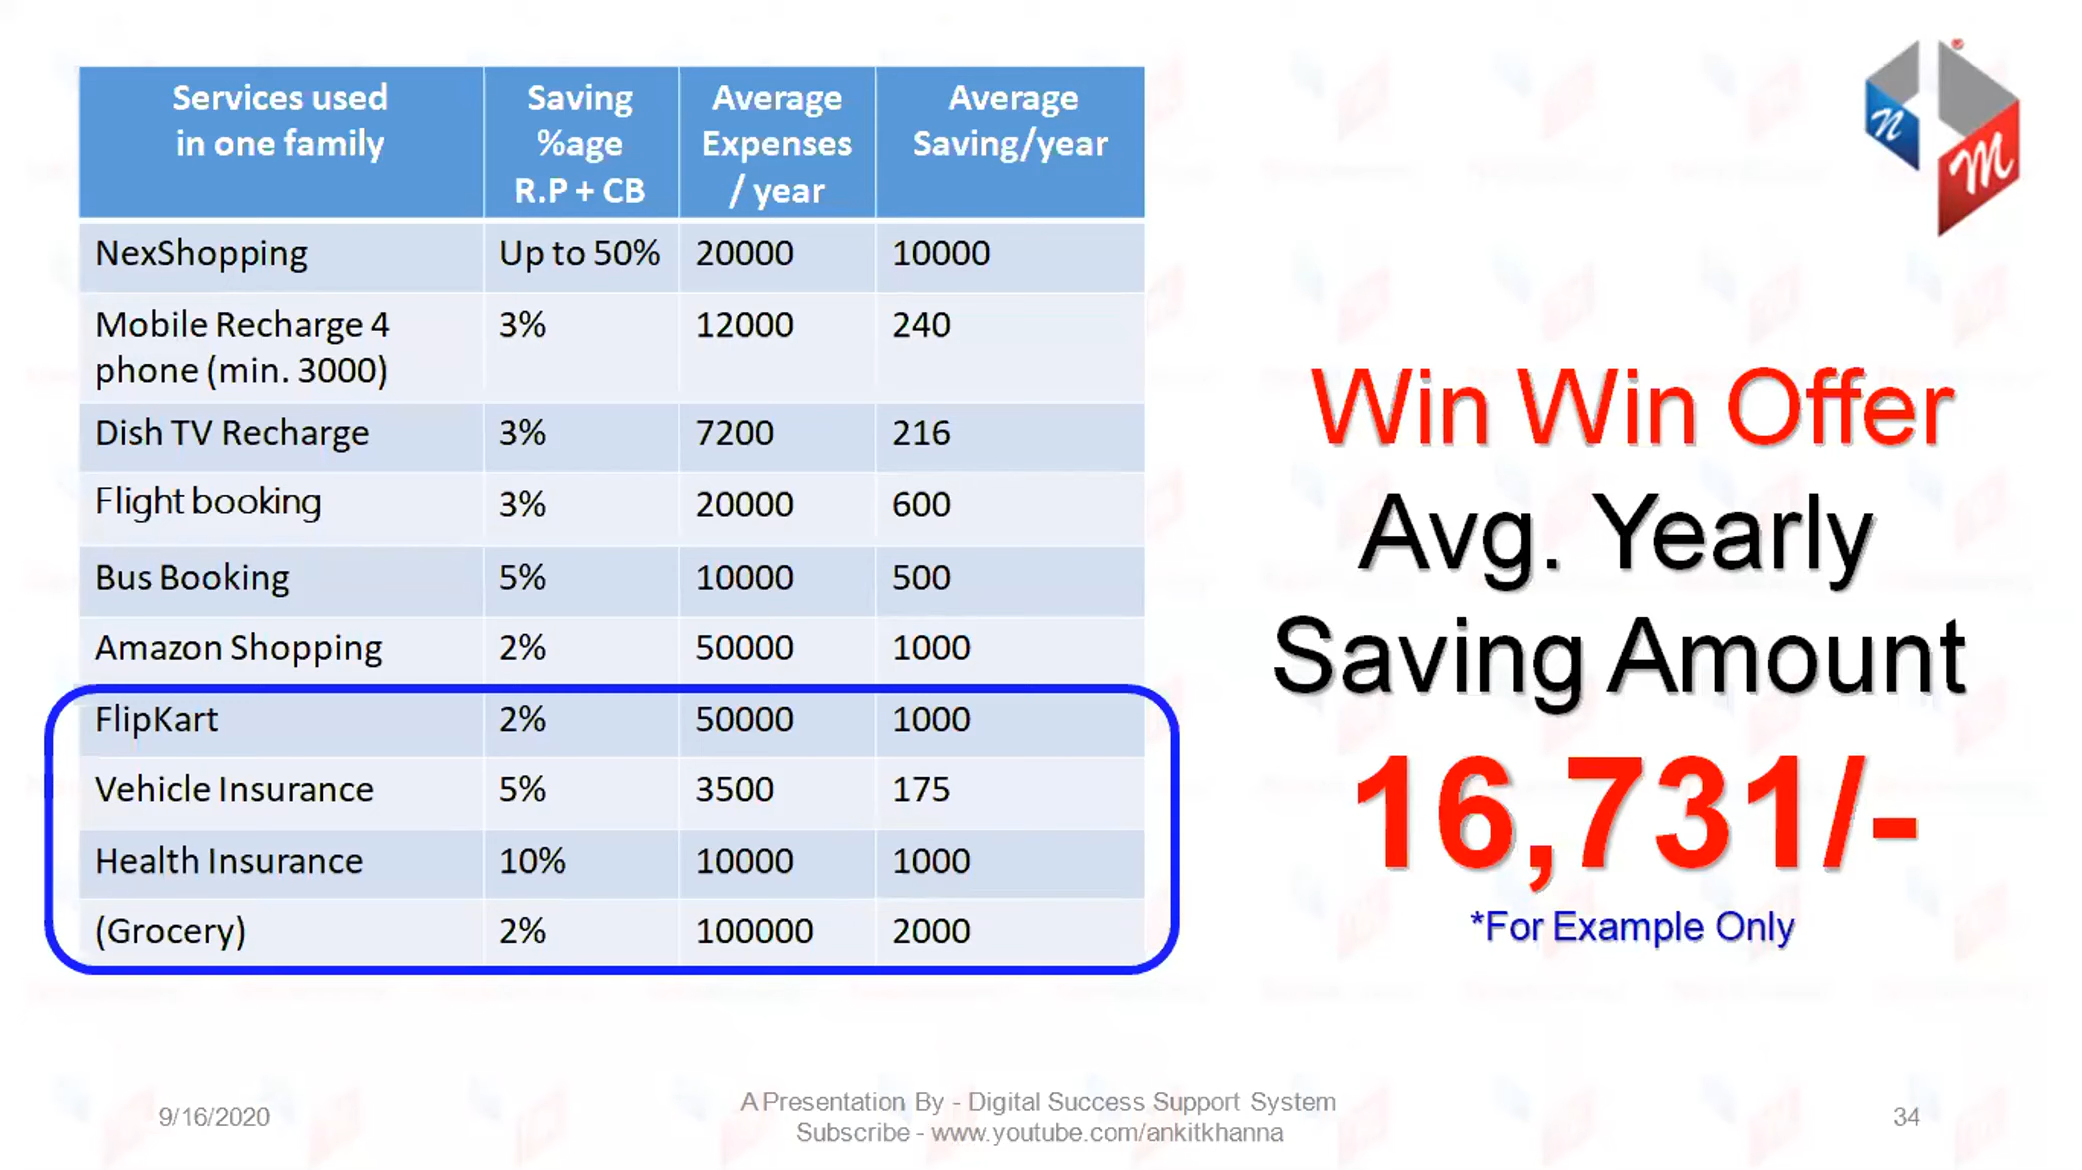 Services used
in one family
Saving
%age
R.P + CB
Average
Expenses
/ year
Average
Saving/year
NexShopping
Up to 50%
20000
10000
Mobile Recharge 4
phone (min. 3000)
3%
12000
240
Dish TV Recharge
3%
7200
216
Flight booking
3%
20000
600
Bus Booking
5%
10000
500
Amazon Shopping
2%
50000
1000
FlipKart
2%
50000
1000
Vehicle Insurance
5%
3500
175
Health Insurance
10%
10000
1000
(Grocery)
2%
100000
2000
n
M
Win Win Offer
Avg. Yearly
Saving Amount
16,731/-
*For Example Only
9/16/2020
A Presentation By - Digital Success Support System
Subscribe - www.youtube.com/ankitkhanna
34